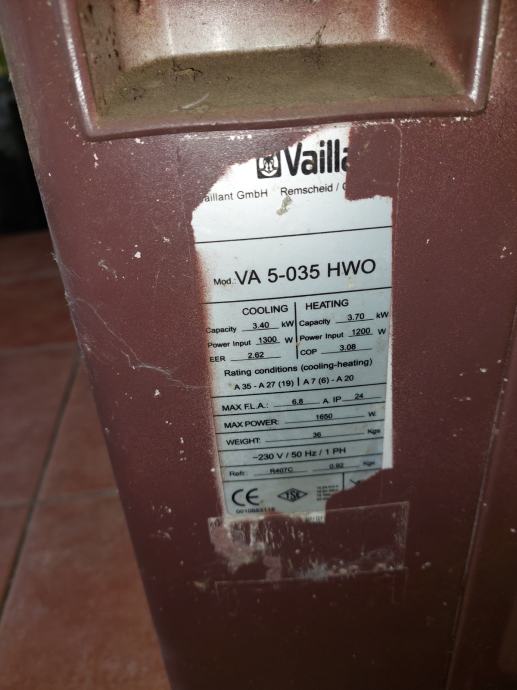 Vailla
aillant GmbH Remscheid / G
Mod.: VA 5-035 HWO
COOLING HEATING
Capacity 3.40 kW Capacity 3.70 kW
Power Input 1300 W Power Input 1200 W
EER 2.62 COP 3.08
Rating conditions (cooling-heating)
A 35 - A 27 (19) | A 7 (6) - A 20
MAX F.L.A.: 6.8 A. IP 24
MAX POWER: 1650 W.
WEIGHT: 36 Kgs
~230 V / 50 Hz / 1 PH
Refr.: R407C 0.92 Kgs
CE TSE